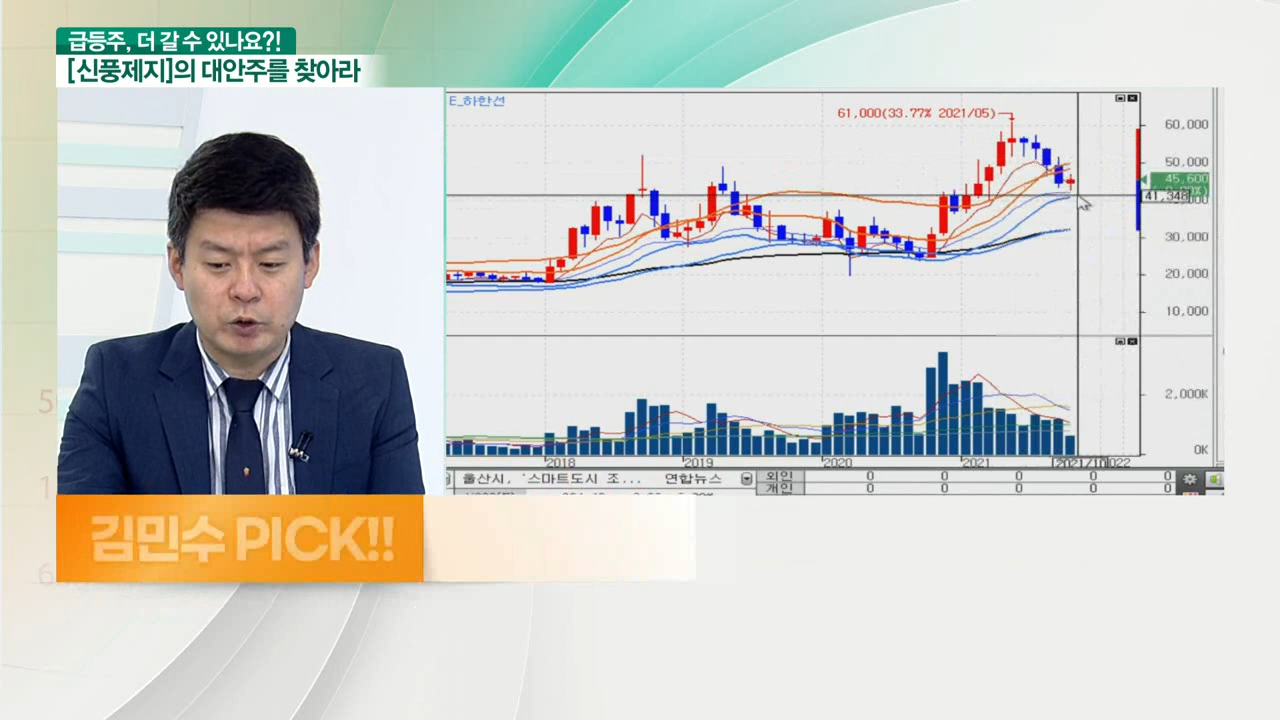 급등주, 더 갈 수 있나요?!
[신풍제지]의 대안주를 찾아라
E_하한선
61,000(33.77% 2021/05)
60,000
50,000
45,600
41,348
30,000
20,000
10,000
2,000K
0K
2018
2019
2020
2021
2021/10
울산시, '스마트도시 조... 연합뉴스
외인 0 0 0 0 0
개인 0 0 0 0 0
김민수 PICK!!